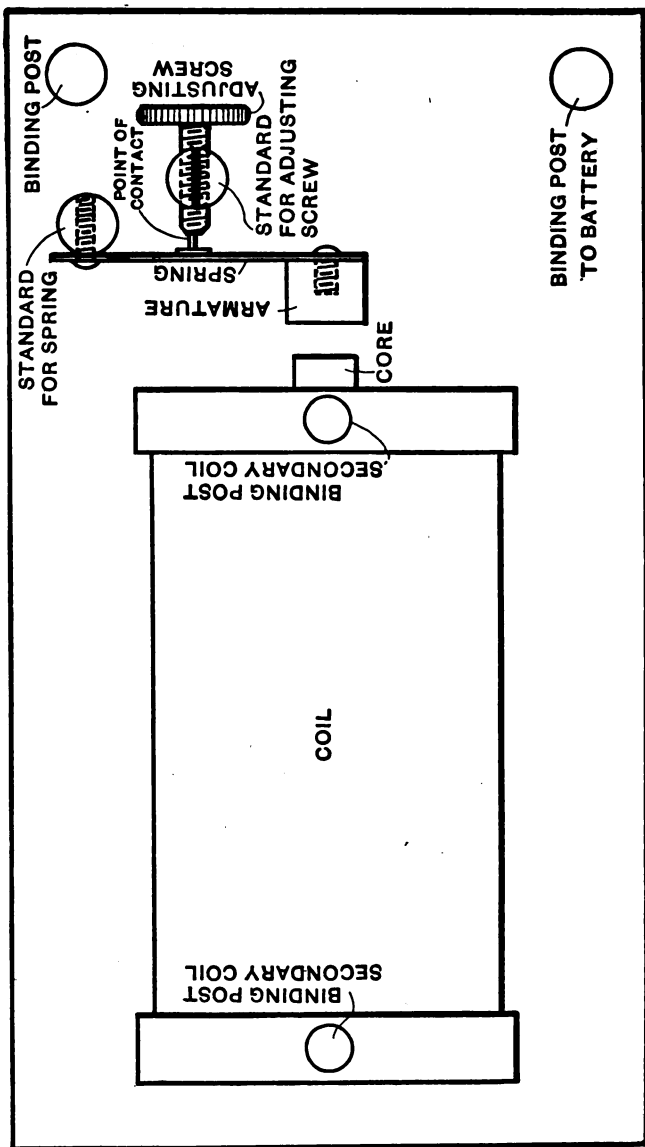 BINDING POST
ADJUSTING
SCREW
POINT OF
CONTACT
STANDARD
FOR ADJUSTING
SCREW
STANDARD
FOR SPRING
SPRING
ARMATURE
CORE
BINDING POST
TO BATTERY
BINDING POST
SECONDARY COIL
COIL
BINDING POST
SECONDARY COIL